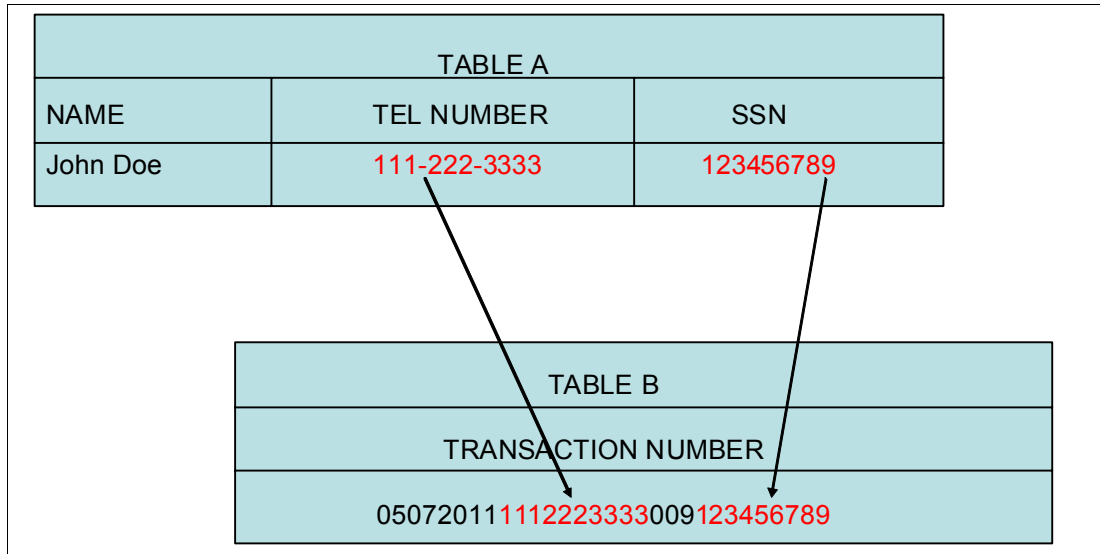 TABLE A
NAME TEL NUMBER SSN
John Doe 111-222-3333 123456789
TABLE B
TRANSACTION NUMBER
050720111112223333009123456789